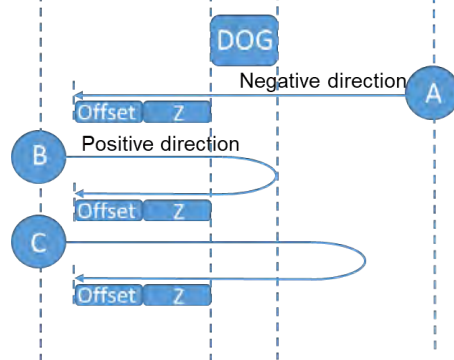 DOG
Negative direction
A
Offset Z
B
Positive direction
Offset Z
C
Offset Z